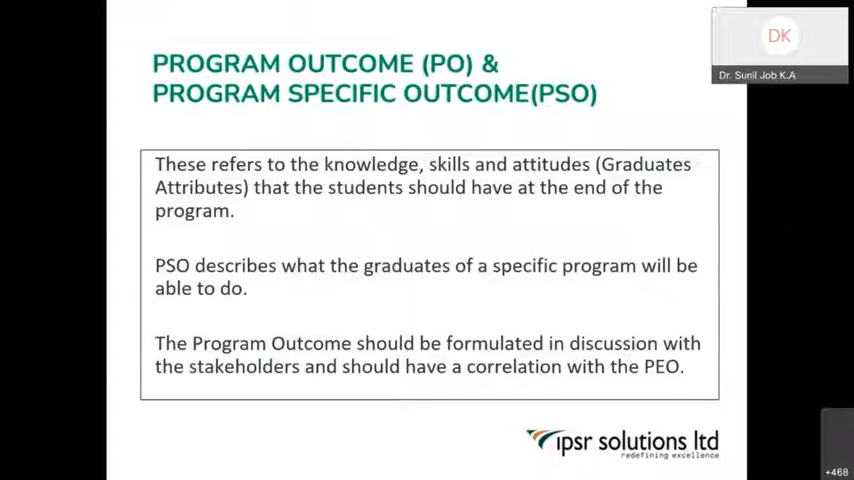 PROGRAM OUTCOME (PO) &
PROGRAM SPECIFIC OUTCOME(PSO)
DK
Dr. Sunil Job K.A
These refers to the knowledge, skills and attitudes (Graduates
Attributes) that the students should have at the end of the
program.
PSO describes what the graduates of a specific program will be
able to do.
The Program Outcome should be formulated in discussion with
the stakeholders and should have a correlation with the PEO.
ipsr solutions ltd
redefining excellence
+468